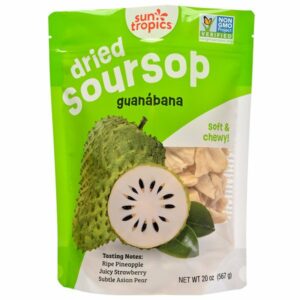 sun
tropics
NON
GMO
Project
VERIFIED
dried
soursop
guanábana
soft &
chewy!
Tasting Notes:
Ripe Pineapple
Juicy Strawberry
Subtle Asian Pear
NET WT 20 oz (567 g)